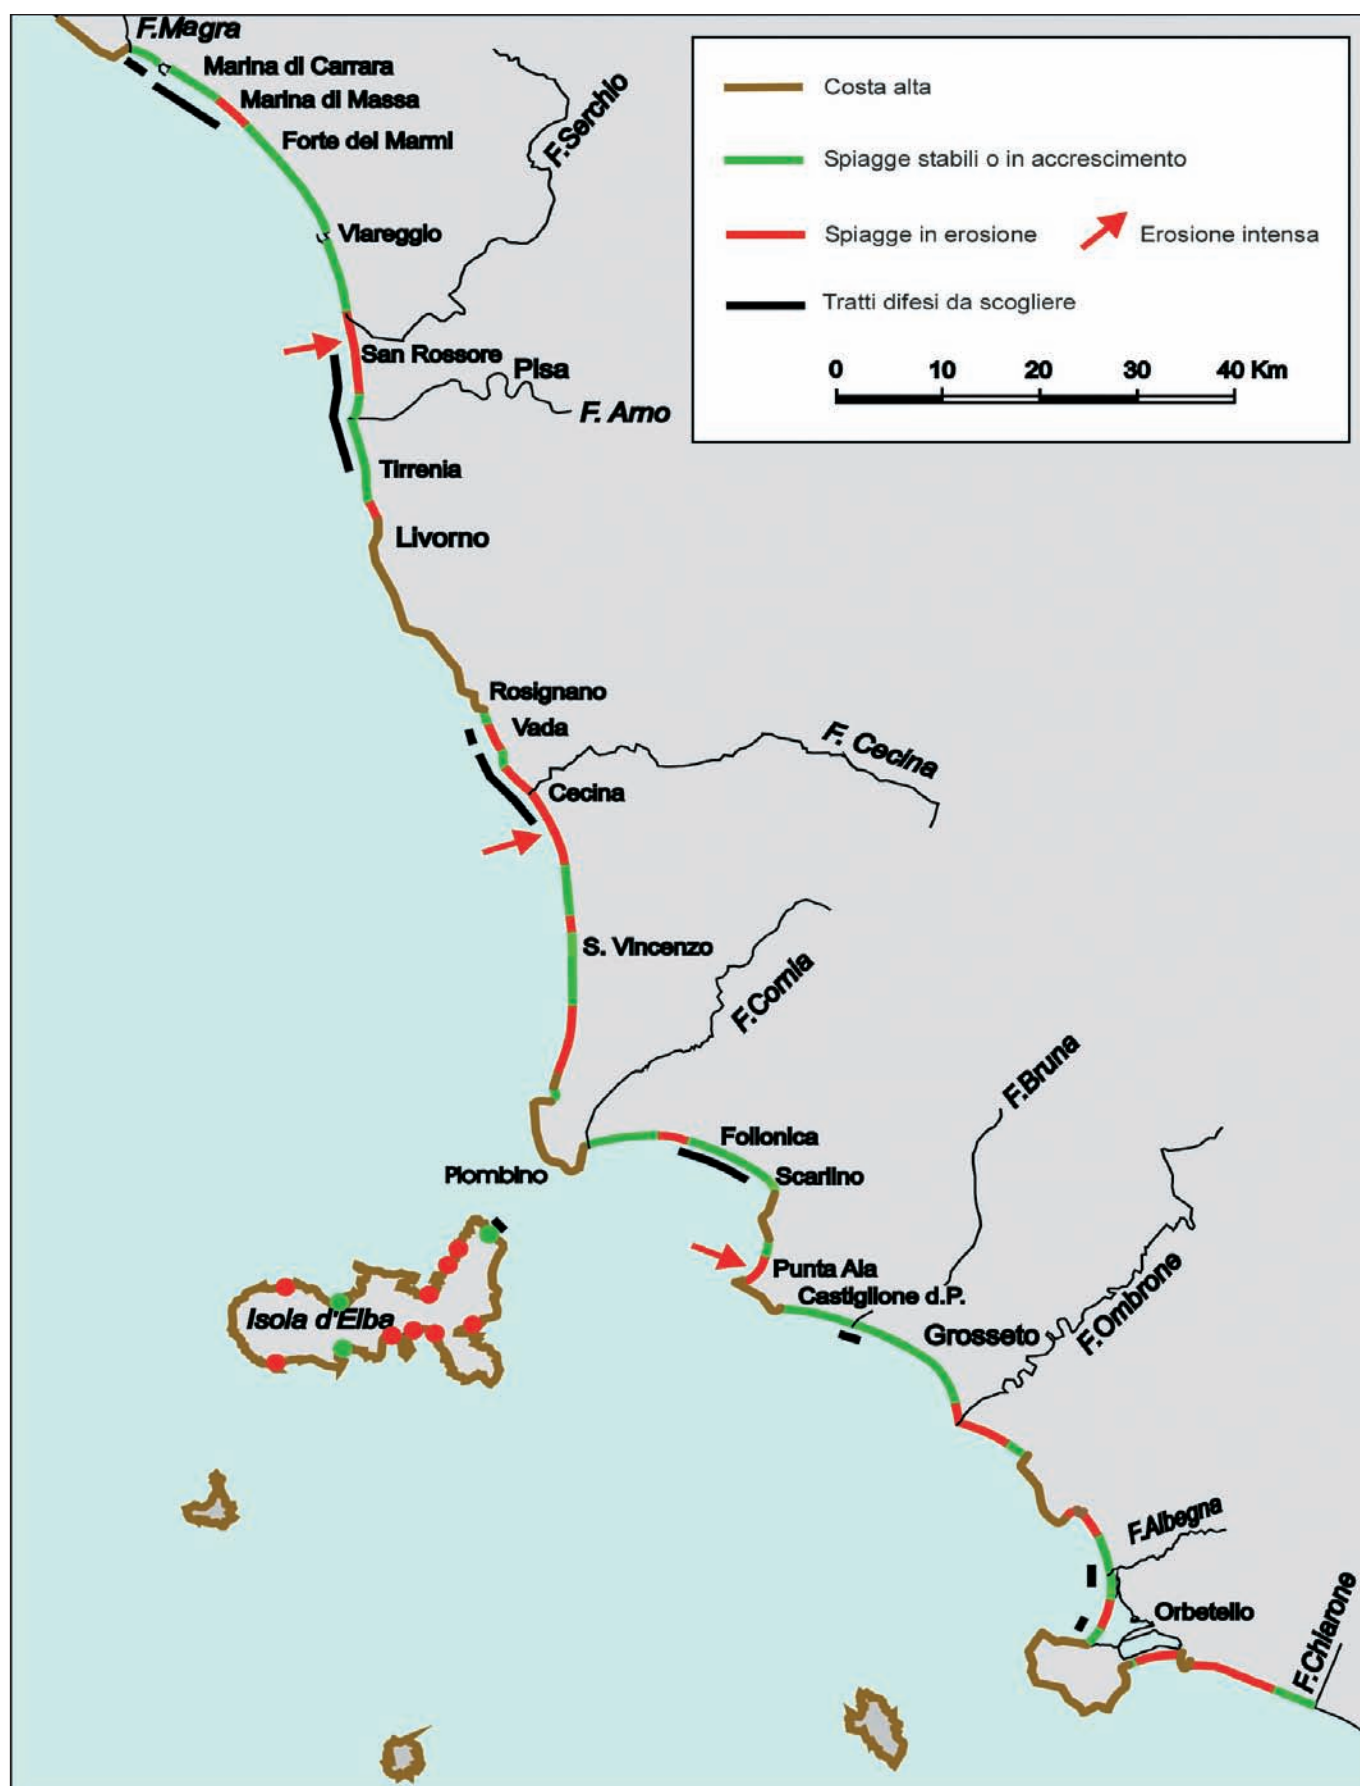 F.Magra
Marina di Carrara
Marina di Massa
Forte dei Marmi
F.Serchio
Viareggio
San Rossore
Pisa
F. Arno
Tirrenia
Livorno
Costa alta
Spiagge stabili o in accrescimento
Spiagge in erosione
Erosione intensa
Tratti difesi da scogliere
0 10 20 30 40 Km
Rosignano
Vada
F. Cecina
Cecina
S. Vincenzo
F.Cornia
F.Bruna
Follonica
Piombino
Scarlino
Punta Ala
Castiglione d.P.
Isola d'Elba
Grosseto
F.Ombrone
F.Albegna
Orbetello
F.Chiarone